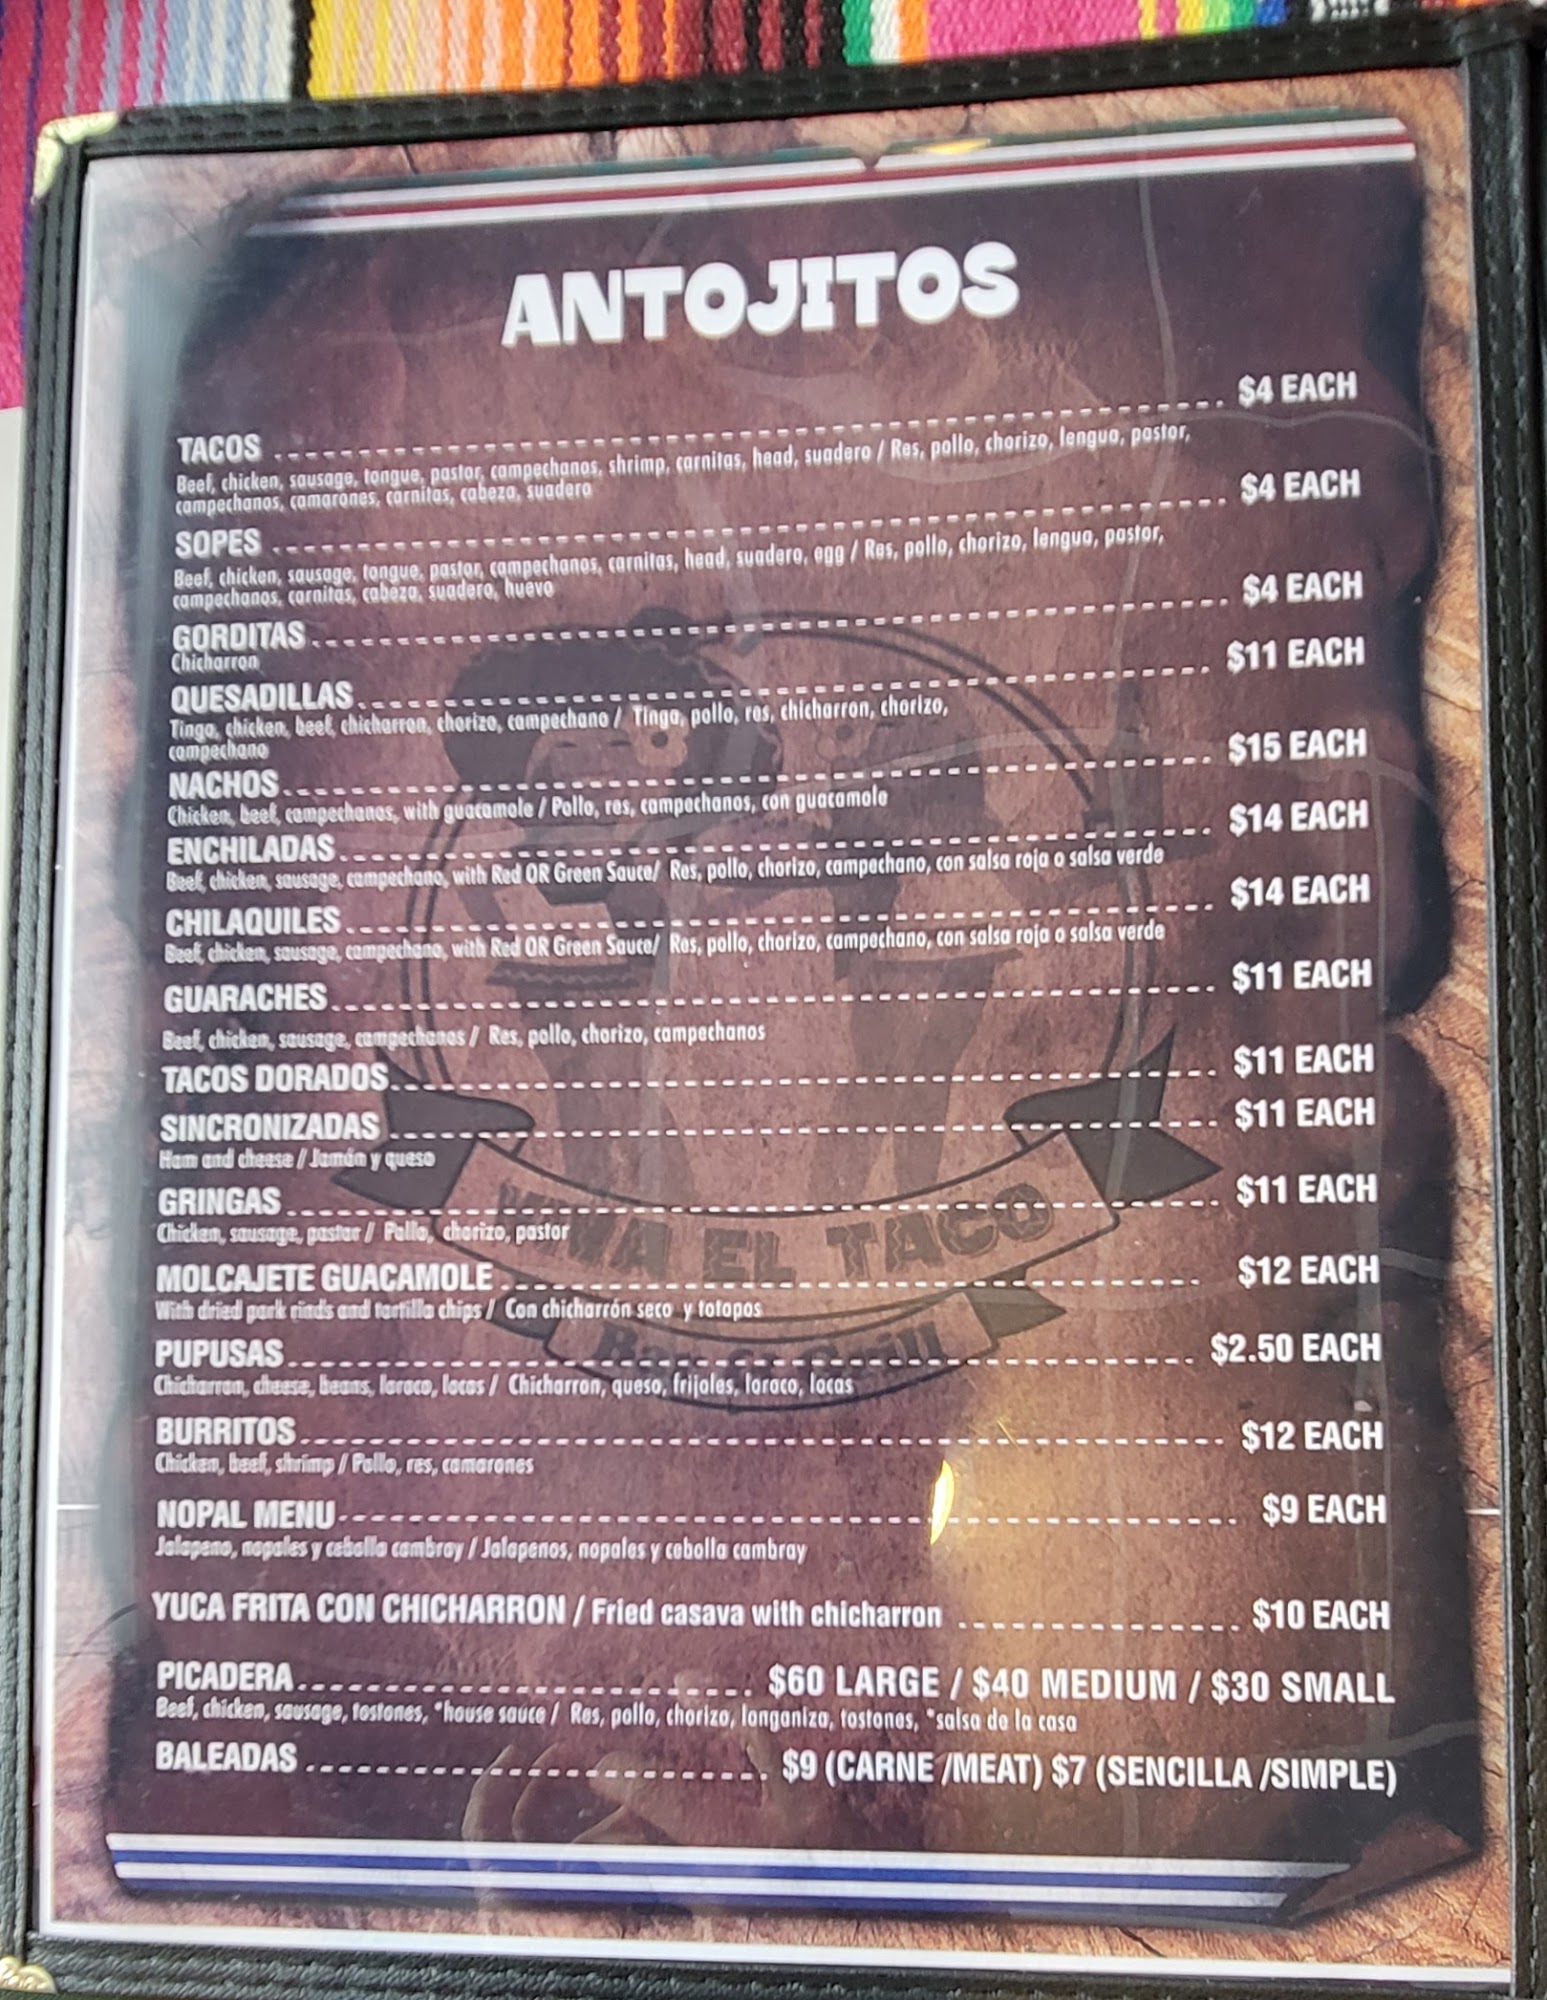 ANTOJITOS
TACOS $4 EACH
Beef, chicken, sausage, tongue, pastor, campechanos, shrimp, carnitas, head, suadero / Res, pollo, chorizo, lengua, pastor,
campechanos, camarones, carnitas, cabeza, suadero
SOPES $4 EACH
Beef, chicken, sausage, tongue, pastor, campechanos, carnitas, head, suadero, egg / Res, pollo, chorizo, lengua, pastor,
campechanos, carnitas, cabeza, suadero, huevo
GORDITAS $4 EACH
Chicharron
QUESADILLAS $11 EACH
Tinga, chicken, beef, chicharron, chorizo, campechano / Tinga, pollo, res, chicharron, chorizo,
campechano
NACHOS $15 EACH
Chicken, beef, campechanos, with guacamole / Pollo, res, campechanos, con guacamole
ENCHILADAS $14 EACH
Beef, chicken, sausage, campechano, with Red OR Green Sauce/ Res, pollo, chorizo, campechano, con salsa roja o salsa verde
CHILAQUILES $14 EACH
Beef, chicken, sausage, campechano, with Red OR Green Sauce/ Res, pollo, chorizo, campechano, con salsa roja o salsa verde
GUARACHES $11 EACH
Beef, chicken, sausage, campechanos / Res, pollo, chorizo, campechanos
TACOS DORADOS $11 EACH
SINCRONIZADAS $11 EACH
Ham and cheese / Jamón y queso
GRINGAS $11 EACH
Chicken, sausage, pastor / Pollo, chorizo, pastor
VIVA EL TACO
MOLCAJETE GUACAMOLE $12 EACH
With dried pork rinds and tortilla chips / Con chicharrón seco y totopos
Bar & Grill
PUPUSAS $2.50 EACH
Chicharron, cheese, beans, loroco, locas / Chicharron, queso, frijoles, loroco, locas
BURRITOS $12 EACH
Chicken, beef, shrimp / Pollo, res, camarones
NOPAL MENU $9 EACH
Jalapeno, nopales y cebolla cambray / Jalapenos, nopales y cebolla cambray
YUCA FRITA CON CHICHARRON / Fried casava with chicharron $10 EACH
PICADERA $60 LARGE / $40 MEDIUM / $30 SMALL
Beef, chicken, sausage, tostones, *house sauce / Res, pollo, chorizo, longaniza, tostones, *salsa de la casa
BALEADAS $9 (CARNE /MEAT) $7 (SENCILLA /SIMPLE)